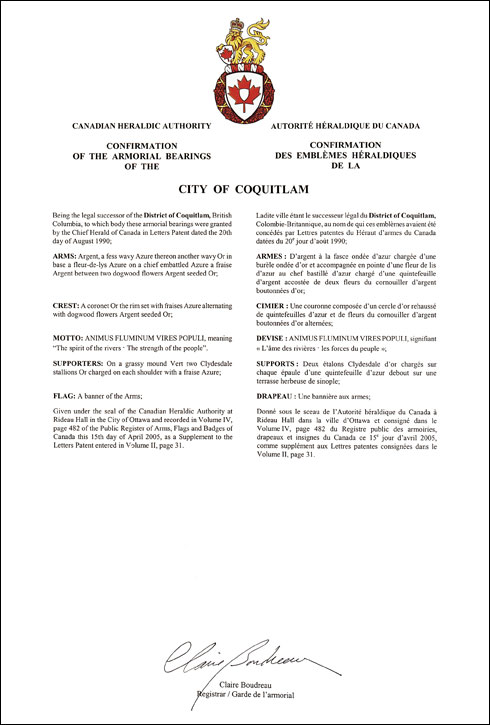 CANADIAN HERALDIC AUTHORITY
CONFIRMATION
OF THE ARMORIAL BEARINGS
OF THE
AUTORITÉ HÉRALDIQUE DU CANADA
CONFIRMATION
DES EMBLÈMES HÉRALDIQUES
DE LA
CITY OF COQUITLAM
Being the legal successor of the District of Coquitlam, British
Columbia, to which body these armorial bearings were granted
by the Chief Herald of Canada in Letters Patent dated the 20th
day of August 1990;
ARMS: Argent, a fess wavy Azure thereon another wavy Or in
base a fleur-de-lys Azure on a chief embattled Azure a fraise
Argent between two dogwood flowers Argent seeded Or;
CREST: A coronet Or the rim set with fraises Azure alternating
with dogwood flowers Argent seeded Or;
MOTTO: ANIMUS FLUMINUM VIRES POPULI, meaning
“The spirit of the rivers · The strength of the people”.
SUPPORTERS: On a grassy mound Vert two Clydesdale
stallions Or charged on each shoulder with a fraise Azure;
FLAG: A banner of the Arms;
Given under the seal of the Canadian Heraldic Authority at
Rideau Hall in the City of Ottawa and recorded in Volume IV,
page 482 of the Public Register of Arms, Flags and Badges of
Canada this 15th day of April 2005, as a Supplement to the
Letters Patent entered in Volume II, page 31.
Ladite ville étant le successeur légal du District of Coquitlam,
Colombie-Britannique, au nom de qui ces emblèmes avaient été
concédés par Lettres patentes du Héraut d’armes du Canada
datées du 20e jour d’août 1990;
ARMES : D’argent à la fasce ondée d’azur chargée d’une
burèle ondée d’or et accompagnée en pointe d’une fleur de lis
d’azur au chef bastillé d’azur chargé d’une quintefeuille
d’argent accostée de deux fleurs du cornouiller d’argent
boutonnées d’or;
CIMIER : Une couronne composée d’un cercle d’or rehaussé
de quintefeuilles d’azur et de fleurs du cornouiller d’argent
boutonnées d’or alternées;
DEVISE : ANIMUS FLUMINUM VIRES POPULI, signifiant
« L’âme des rivières · les forces du peuple »;
SUPPORTS : Deux étalons Clydesdale d’or chargés sur
chaque épaule d’une quintefeuille d’azur debout sur une
terrasse herbeuse de sinople;
DRAPEAU : Une bannière aux armes;
Donné sous le sceau de l’Autorité héraldique du Canada à
Rideau Hall dans la ville d’Ottawa et consigné dans le
Volume IV, page 482 du Registre public des armoiries,
drapeaux et insignes du Canada ce 15e jour d’avril 2005,
comme supplément aux Lettres patentes consignées dans le
Volume II, page 31.
Claire Boudreau
Claire Boudreau
Registrar / Garde de l’armorial